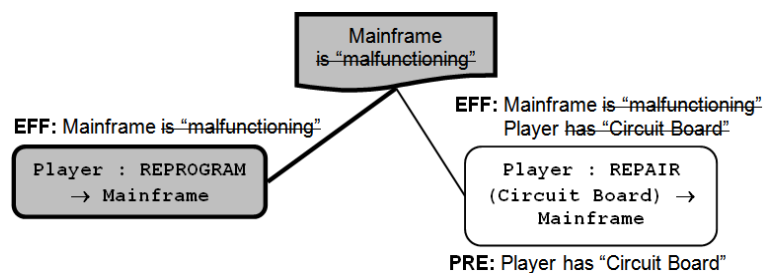 Mainframe
is “malfunctioning”
EFF: Mainframe is “malfunctioning”
Player : REPROGRAM
→ Mainframe
EFF: Mainframe is “malfunctioning”
Player has “Circuit Board”
Player : REPAIR
(Circuit Board) →
Mainframe
PRE: Player has “Circuit Board”